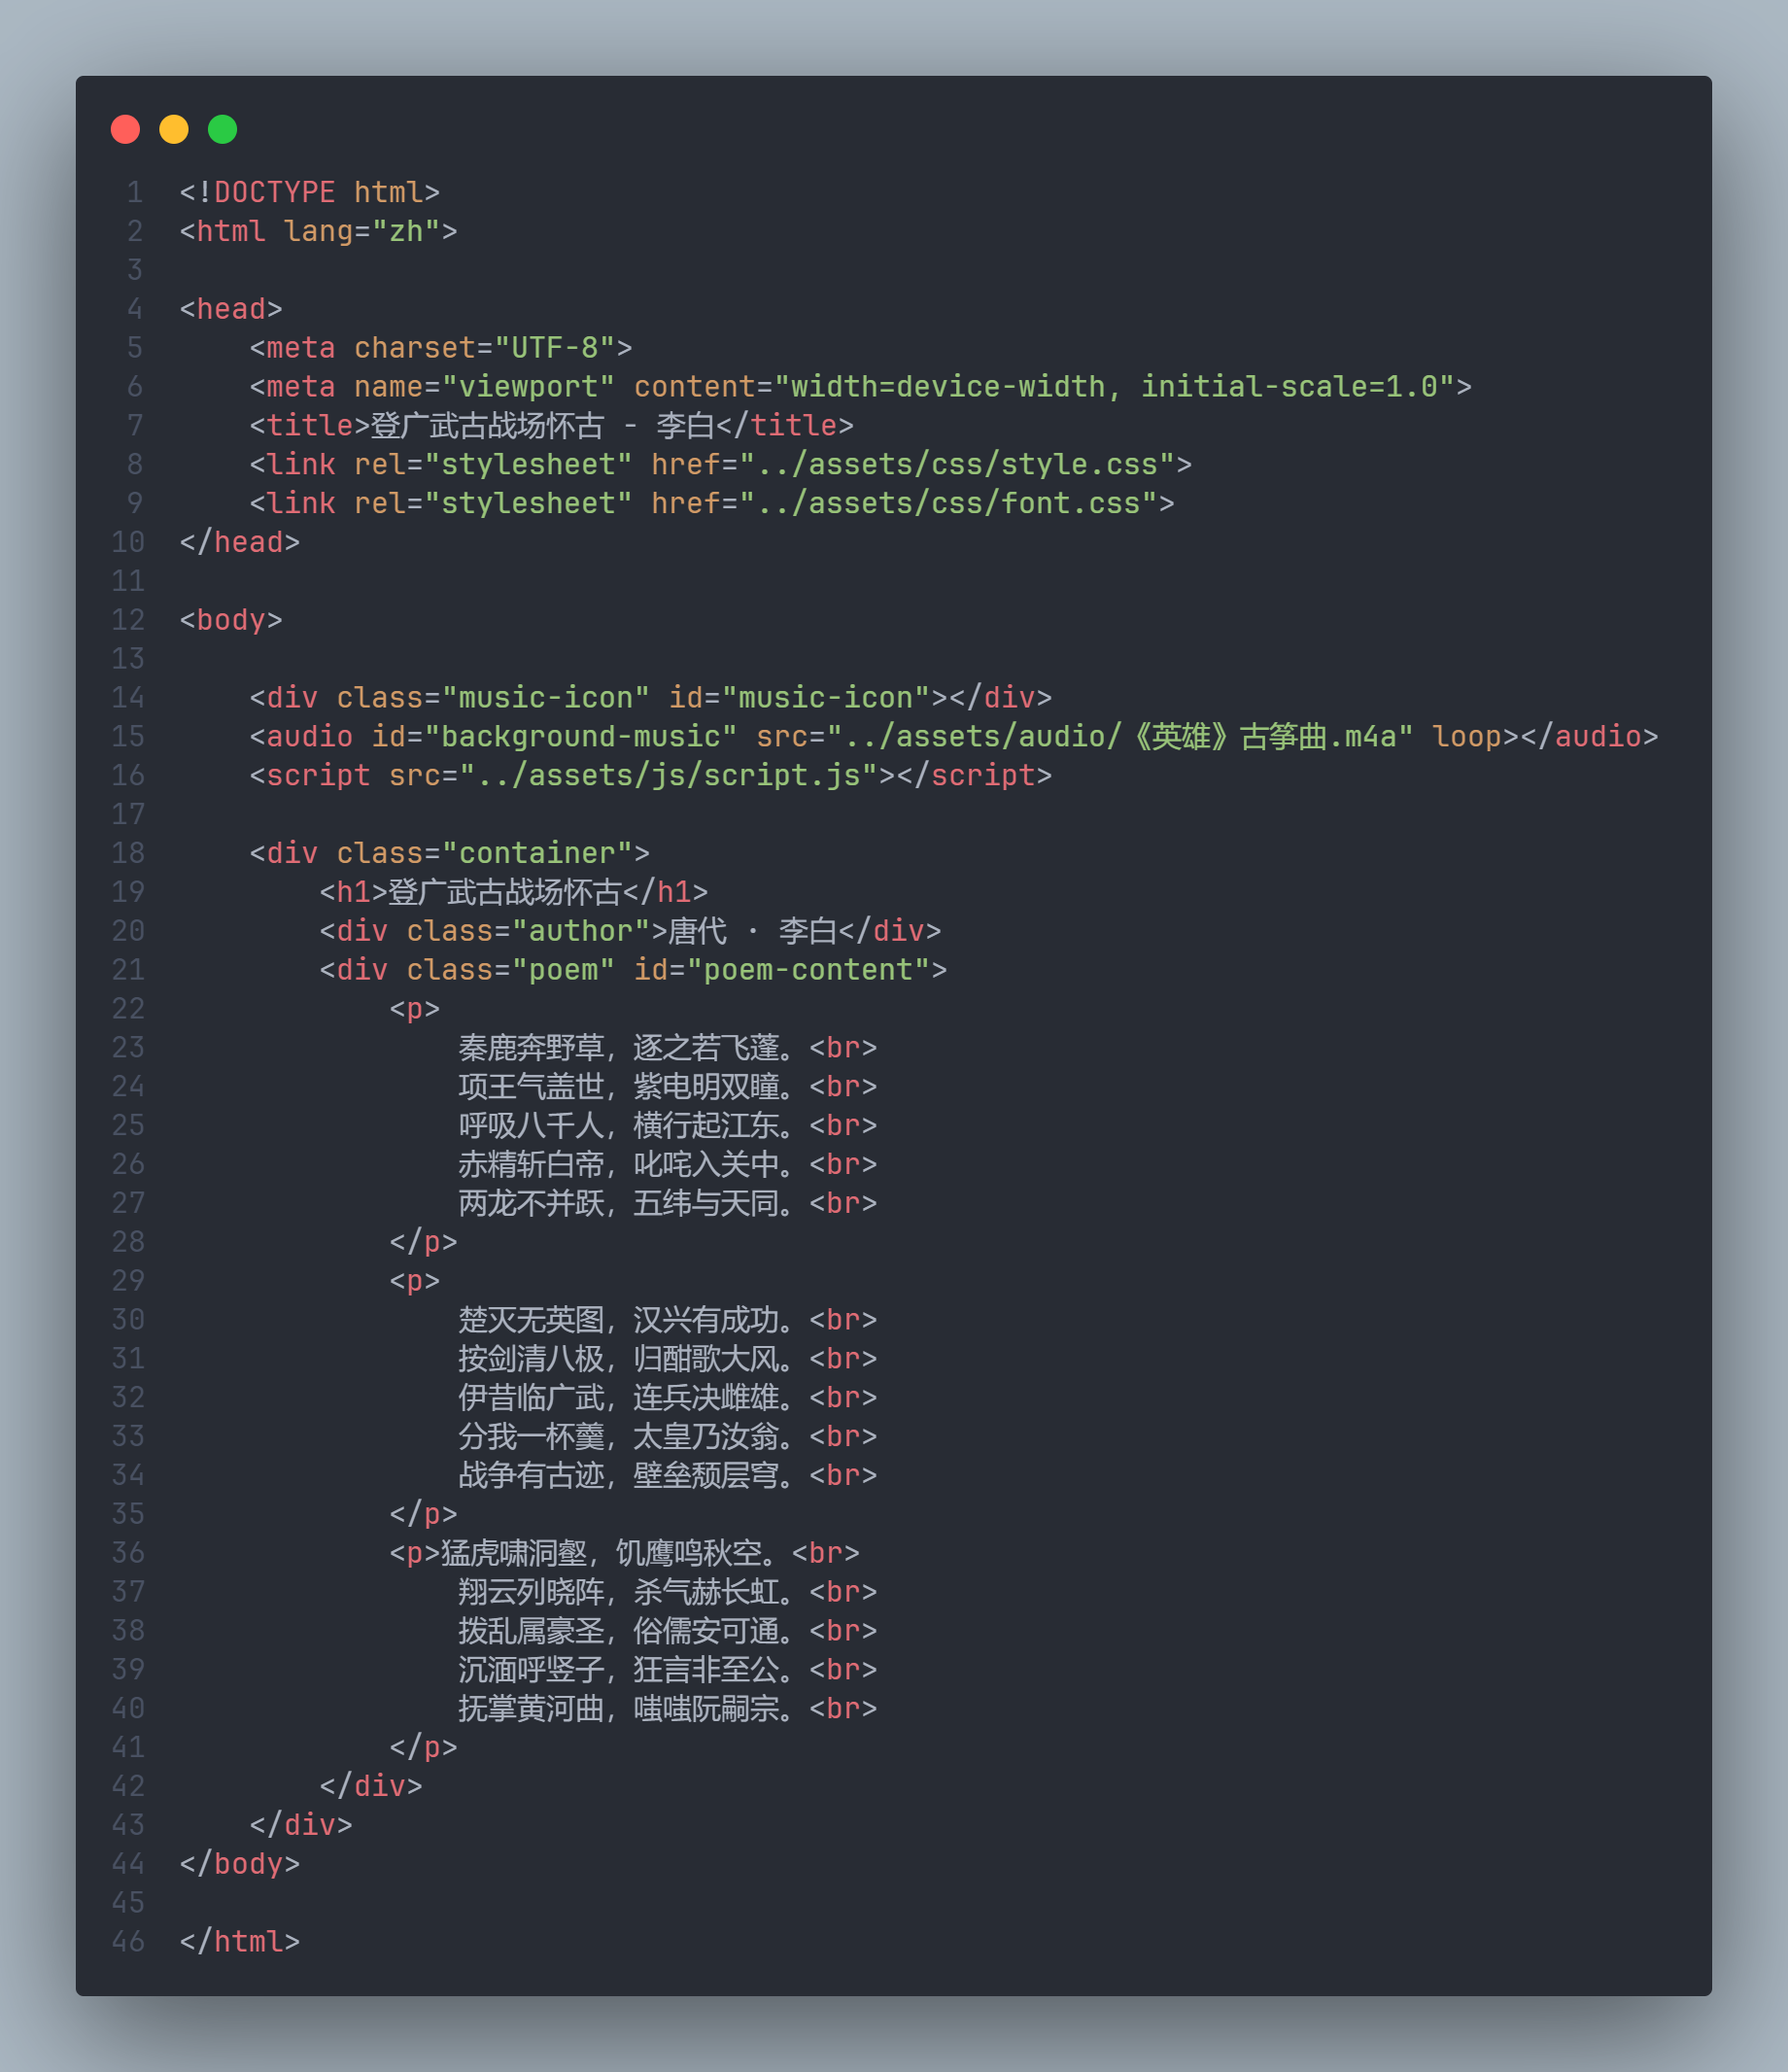 1 <!DOCTYPE html>
2 <html lang="zh">
3
4 <head>
5     <meta charset="UTF-8">
6     <meta name="viewport" content="width=device-width, initial-scale=1.0">
7     <title>登广武古战场怀古 - 李白</title>
8     <link rel="stylesheet" href="../assets/css/style.css">
9     <link rel="stylesheet" href="../assets/css/font.css">
10 </head>
11
12 <body>
13
14     <div class="music-icon" id="music-icon"></div>
15     <audio id="background-music" src="../assets/audio/《英雄》古筝曲.m4a" loop></audio>
16     <script src="../assets/js/script.js"></script>
17
18     <div class="container">
19         <h1>登广武古战场怀古</h1>
20         <div class="author">唐代 · 李白</div>
21         <div class="poem" id="poem-content">
22             <p>
23                 秦鹿奔野草，逐之若飞蓬。<br>
24                 项王气盖世，紫电明双瞳。<br>
25                 呼吸八千人，横行起江东。<br>
26                 赤精斩白帝，叱咤入关中。<br>
27                 两龙不并跃，五纬与天同。<br>
28             </p>
29             <p>
30                 楚灭无英图，汉兴有成功。<br>
31                 按剑清八极，归酣歌大风。<br>
32                 伊昔临广武，连兵决雌雄。<br>
33                 分我一杯羹，太皇乃汝翁。<br>
34                 战争有古迹，壁垒颓层穹。<br>
35             </p>
36             <p>猛虎啸洞壑，饥鹰鸣秋空。<br>
37                 翔云列晓阵，杀气赫长虹。<br>
38                 拨乱属豪圣，俗儒安可通。<br>
39                 沉湎呼竖子，狂言非至公。<br>
40                 抚掌黄河曲，嗤嗤阮嗣宗。<br>
41             </p>
42         </div>
43     </div>
44 </body>
45
46 </html>